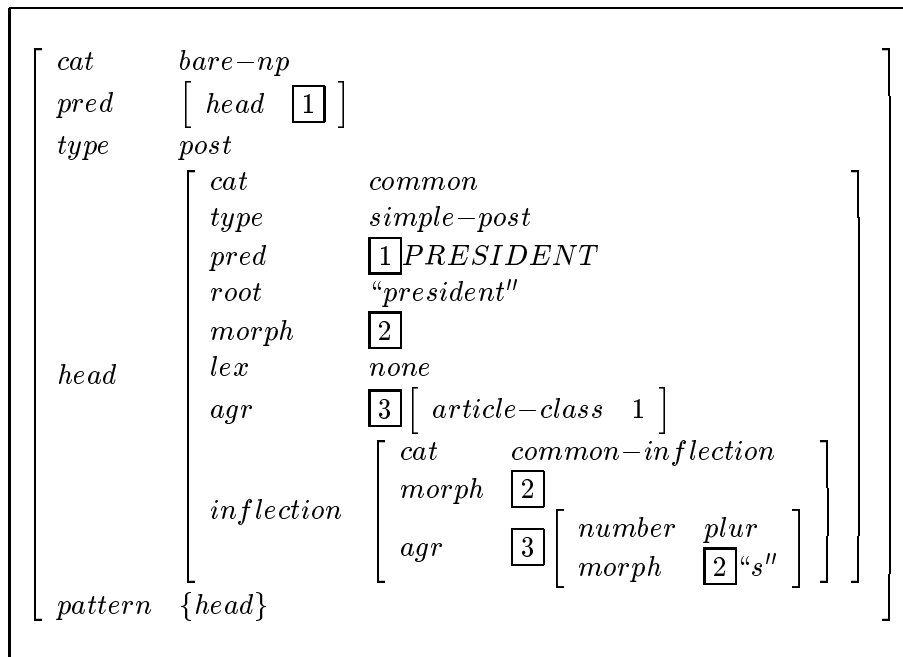 cat bare−np
pred [ head 1 ]
type post
head
cat common
type simple−post
pred 1 PRESIDENT
root “president"
morph 2
lex none
agr 3 [ article−class 1 ]
inflection
cat common−inflection
morph 2
agr 3
number plur
morph 2 “s"
pattern {head}